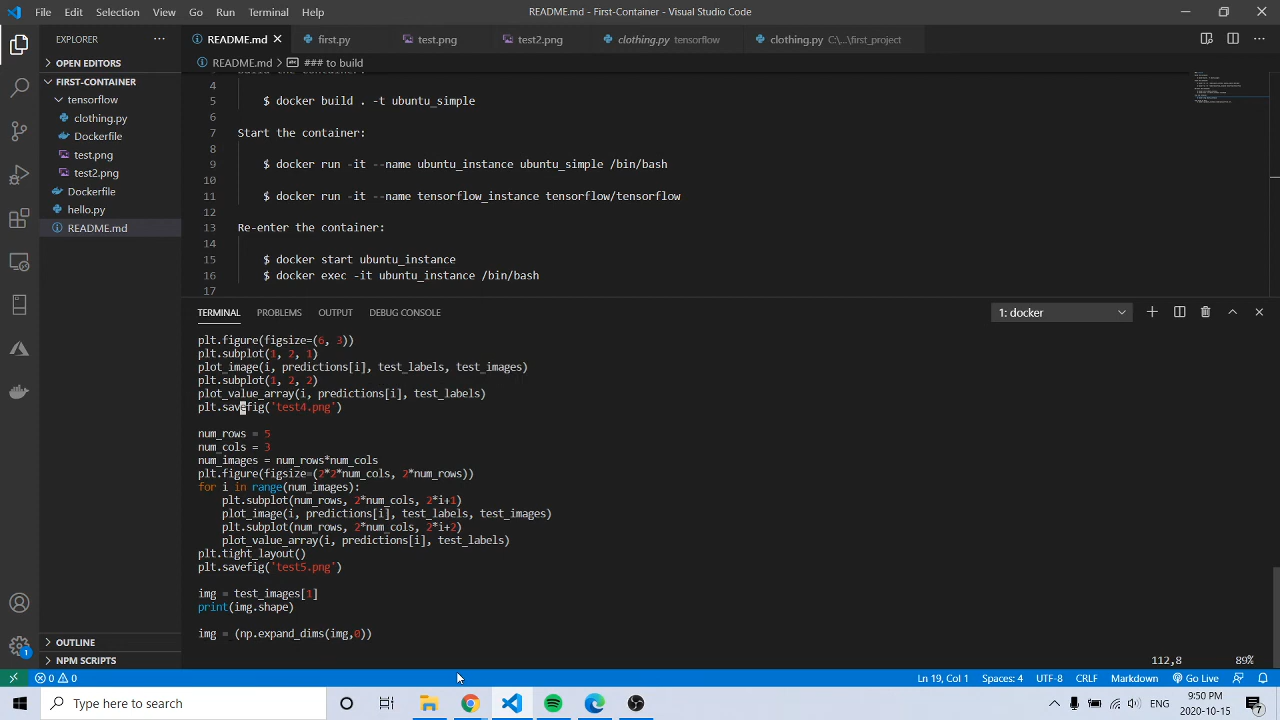 File Edit Selection View Go Run Terminal Help
README.md - First-Container - Visual Studio Code
EXPLORER
README.md first.py test.png test2.png clothing.py tensorflow clothing.py C:\...\first_project
OPEN EDITORS
README.md > ### to build
FIRST-CONTAINER
tensorflow
clothing.py
Dockerfile
test.png
test2.png
Dockerfile
hello.py
README.md
4
5 $ docker build . -t ubuntu_simple
6
7 Start the container:
8
9 $ docker run -it --name ubuntu_instance ubuntu_simple /bin/bash
10
11 $ docker run -it --name tensorflow_instance tensorflow/tensorflow
12
13 Re-enter the container:
14
15 $ docker start ubuntu_instance
16 $ docker exec -it ubuntu_instance /bin/bash
17
TERMINAL PROBLEMS OUTPUT DEBUG CONSOLE
1: docker
plt.figure(figsize=(6, 3))
plt.subplot(1, 2, 1)
plot_image(i, predictions[i], test_labels, test_images)
plt.subplot(1, 2, 2)
plot_value_array(i, predictions[i], test_labels)
plt.savefig('test4.png')
num_rows = 5
num_cols = 3
num_images = num_rows*num_cols
plt.figure(figsize=(2*2*num_cols, 2*num_rows))
for i in range(num_images):
plt.subplot(num_rows, 2*num_cols, 2*i+1)
plot_image(i, predictions[i], test_labels, test_images)
plt.subplot(num_rows, 2*num_cols, 2*i+2)
plot_value_array(i, predictions[i], test_labels)
plt.tight_layout()
plt.savefig('test5.png')
img = test_images[1]
print(img.shape)
img = (np.expand_dims(img,0))
112,8 89%
OUTLINE
NPM SCRIPTS
1
0 0
Ln 19, Col 1 Spaces: 4 UTF-8 CRLF Markdown Go Live
Type here to search
ENG
9:50 PM
2020-10-15
7